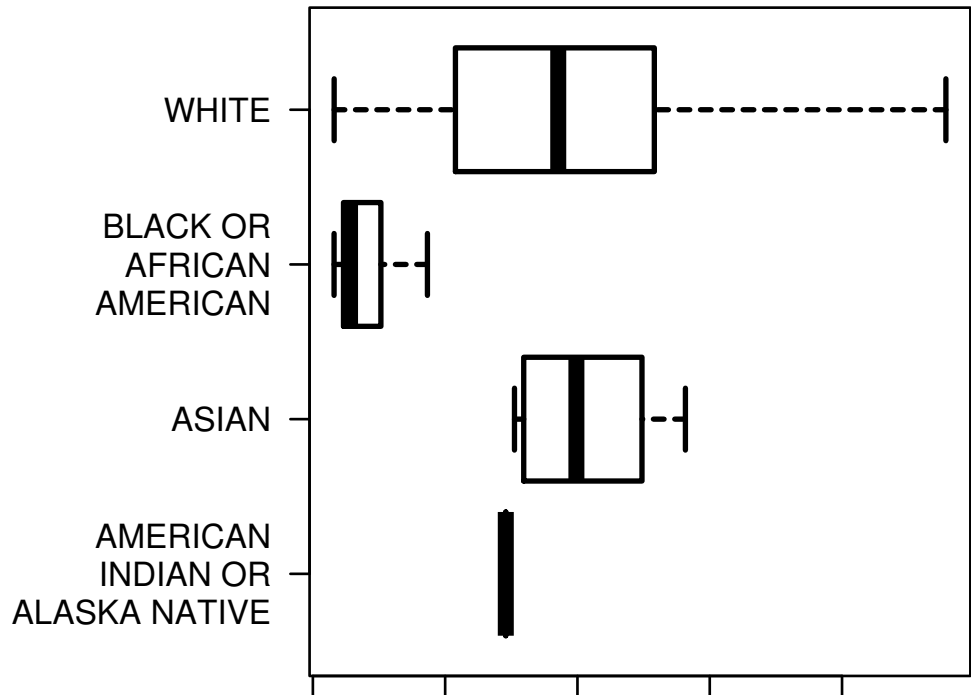 WHITE
BLACK OR
AFRICAN
AMERICAN
ASIAN
AMERICAN
INDIAN OR
ALASKA NATIVE